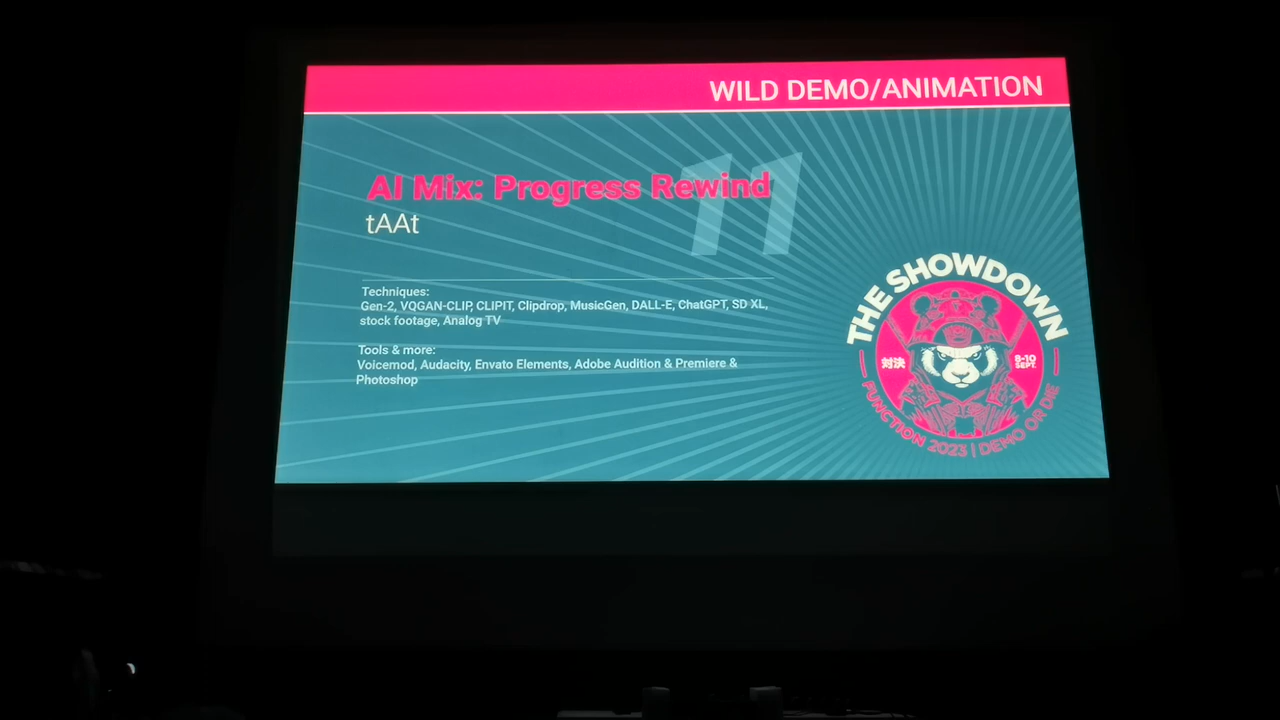 WILD DEMO/ANIMATION
11
AI Mix: Progress Rewind
tAAt
Techniques:
Gen-2, VQGAN-CLIP, CLIPIT, Clipdrop, MusicGen, DALL-E, ChatGPT, SD XL,
stock footage, Analog TV
Tools & more:
Voicemod, Audacity, Envato Elements, Adobe Audition & Premiere &
Photoshop
THE SHOWDOWN
対決
8-10
SEPT.
FUNCTION 2023 | DEMO OR DIE